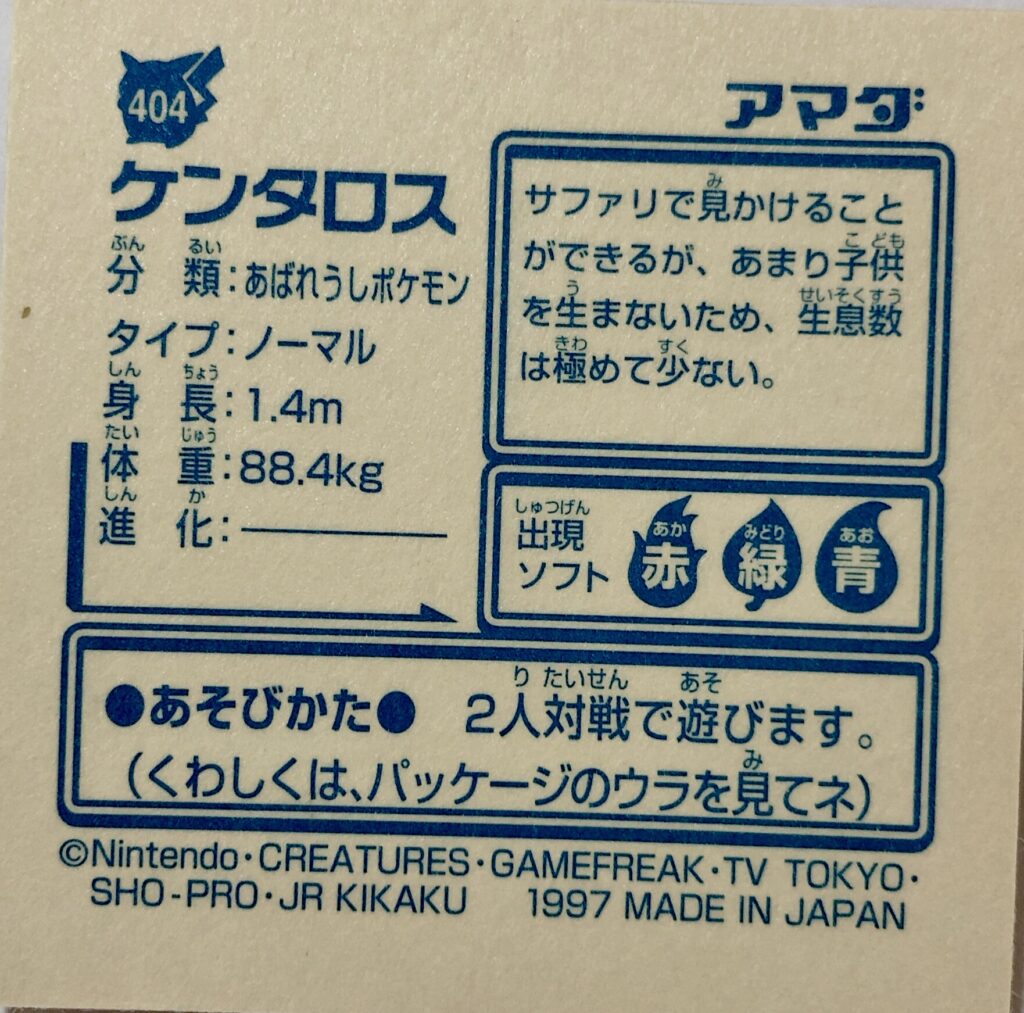 404
アマダ
ケンタロス
分類：あばれうしポケモン
タイプ：ノーマル
身長：1.4m
体重：88.4kg
進化：————
サファリで見かけること
ができるが、あまり子供
を生まないため、生息数
は極めて少ない。
出現
ソフト
赤 緑 青
●あそびかた● 2人対戦で遊びます。
（くわしくは、パッケージのウラを見てネ）
©Nintendo・CREATURES・GAMEFREAK・TV TOKYO・
SHO-PRO・JR KIKAKU 1997 MADE IN JAPAN